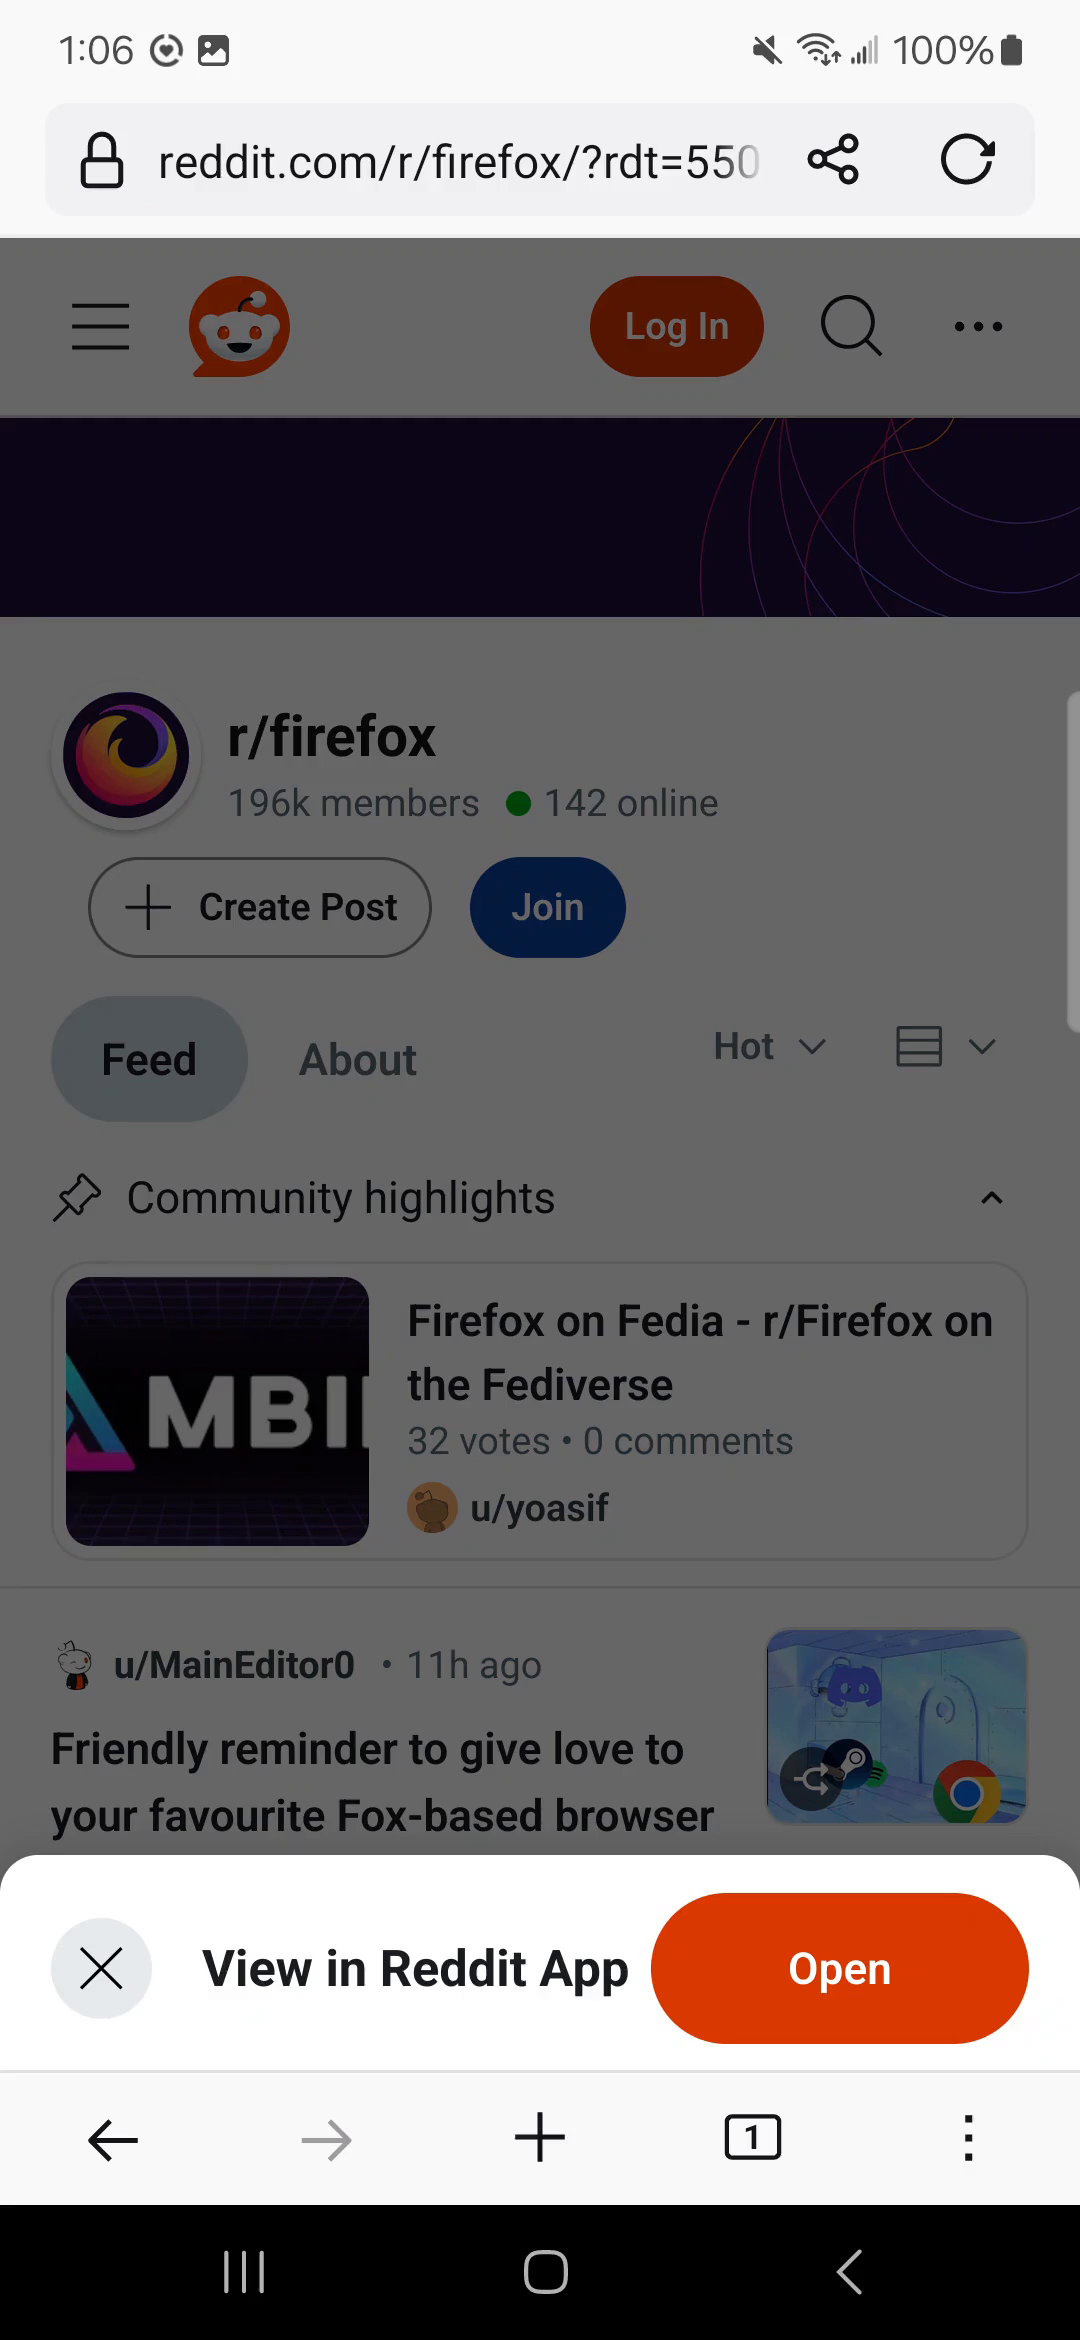 1:06
100%
reddit.com/r/firefox/?rdt=550
Log In
r/firefox
196k members 142 online
Create Post
Join
Feed
About
Hot
Community highlights
MBI
Firefox on Fedia - r/Firefox on
the Fediverse
32 votes • 0 comments
u/yoasif
u/MainEditor0 • 11h ago
Friendly reminder to give love to
your favourite Fox-based browser
View in Reddit App
Open
1